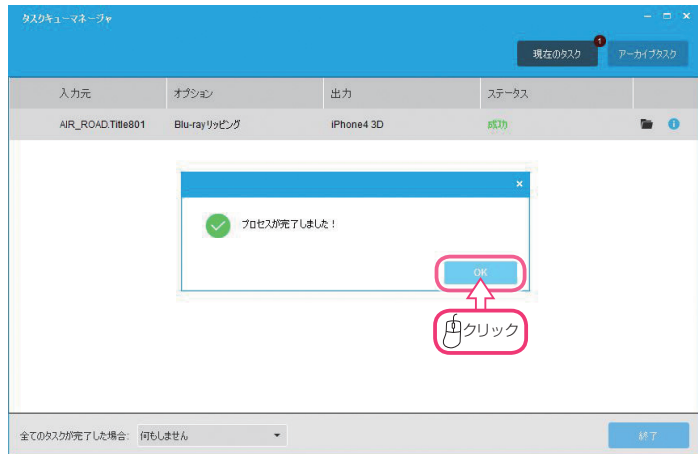 タスクキューマネージャ
現在のタスク
1
アーカイブタスク
入力元 オプション 出力 ステータス
AIR_ROAD.Title801 Blu-rayリッピング iPhone4 3D 成功
プロセスが完了しました！
OK
クリック
全てのタスクが完了した場合: 何もしません
終了